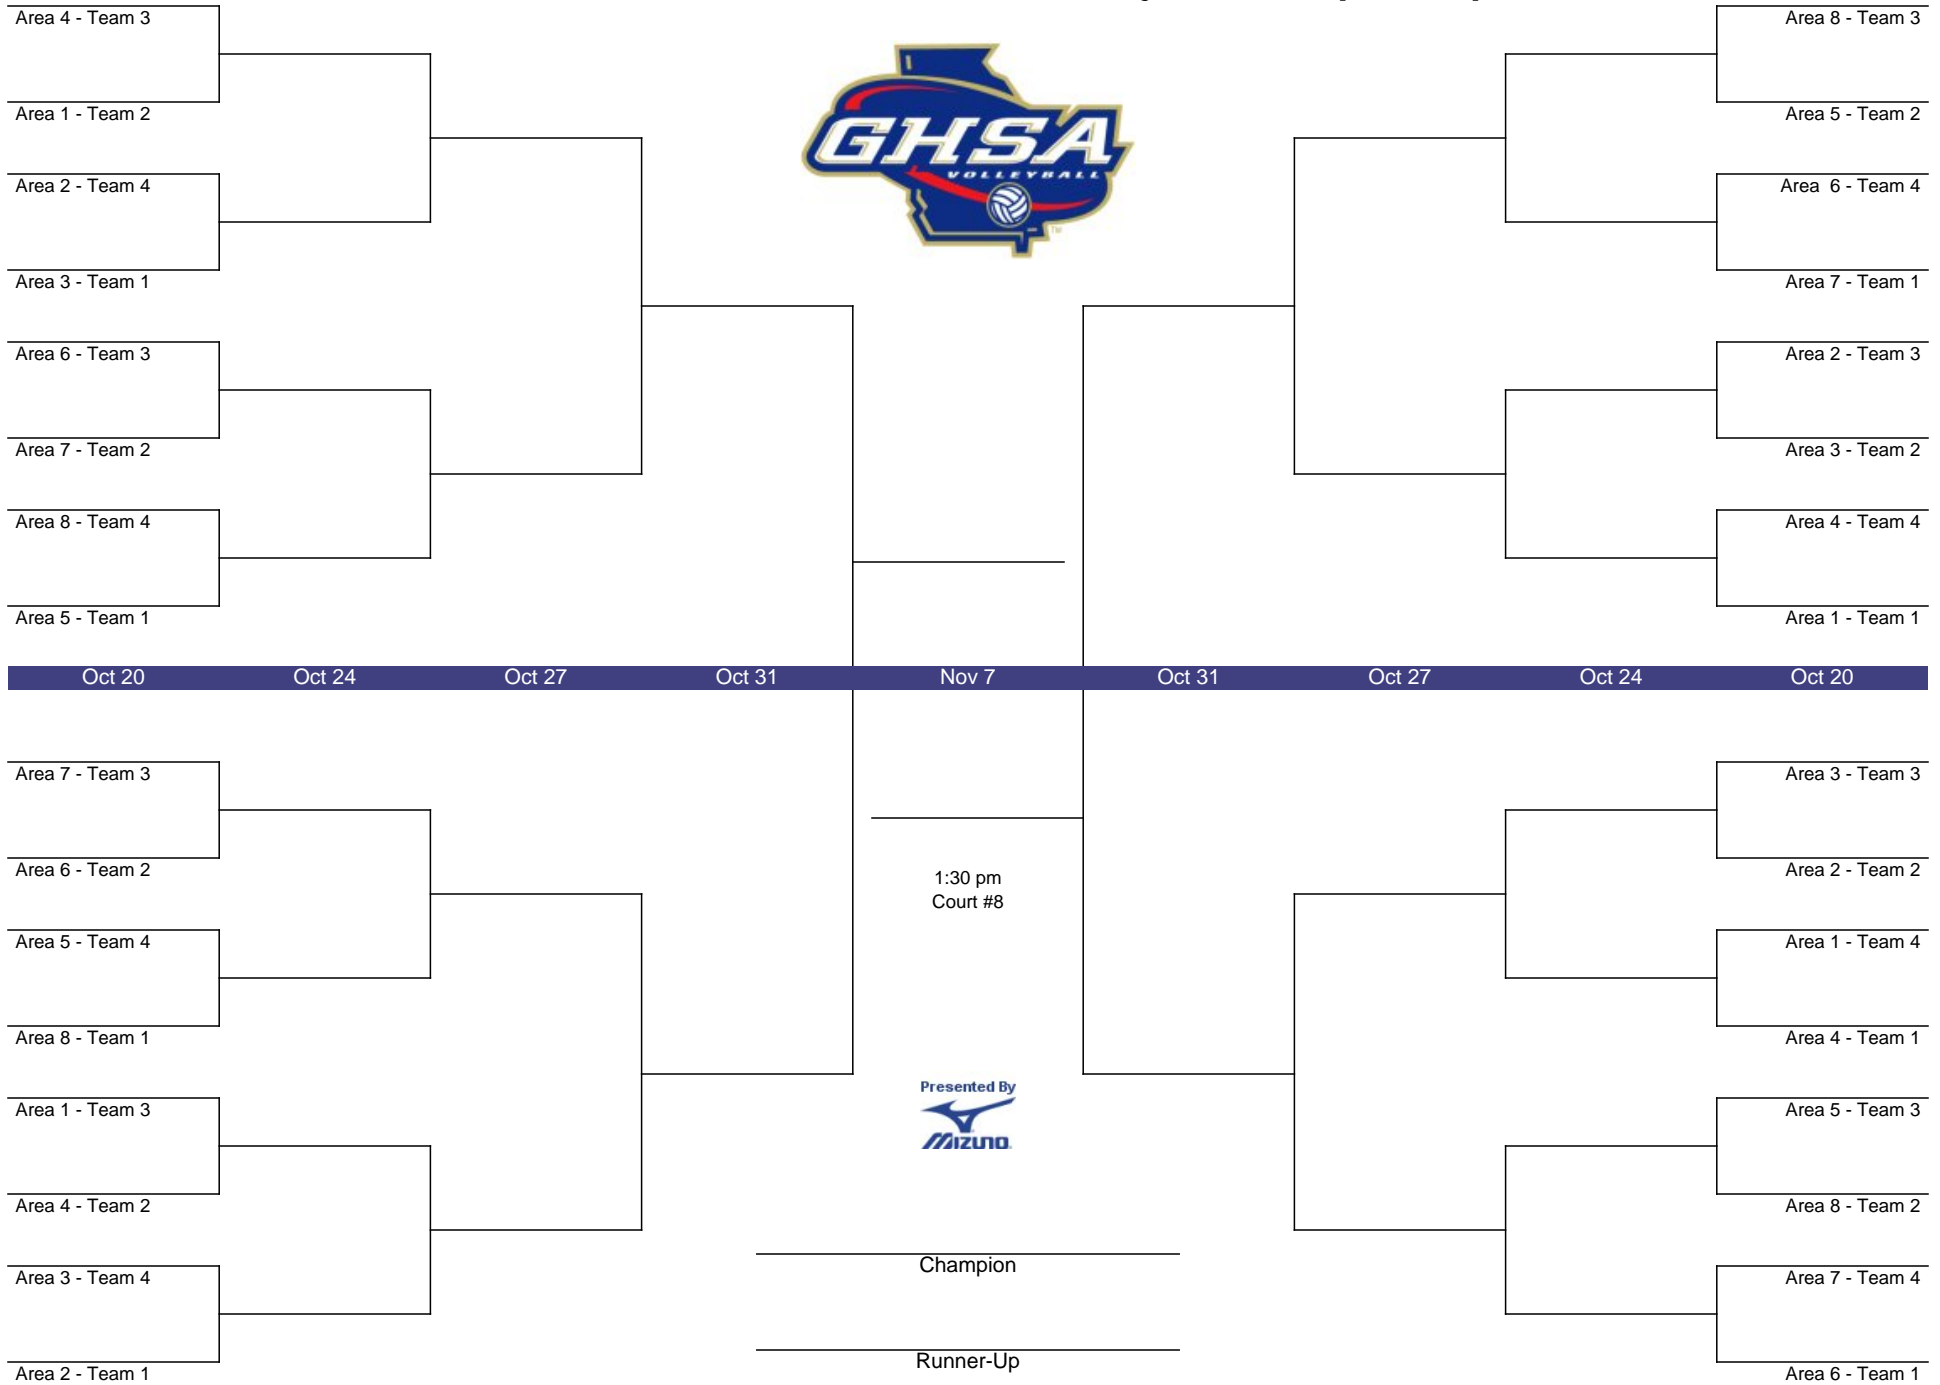 Area 4 - Team 3
Area 1 - Team 2
Area 2 - Team 4
Area 3 - Team 1
Area 6 - Team 3
Area 7 - Team 2
Area 8 - Team 4
Area 5 - Team 1
GHSA
VOLLEYBALL
TM
Area 8 - Team 3
Area 5 - Team 2
Area  6 - Team 4
Area 7 - Team 1
Area 2 - Team 3
Area 3 - Team 2
Area 4 - Team 4
Area 1 - Team 1
Oct 20 Oct 24 Oct 27 Oct 31 Nov 7 Oct 31 Oct 27 Oct 24 Oct 20
Area 7 - Team 3
Area 6 - Team 2
Area 5 - Team 4
Area 8 - Team 1
Area 1 - Team 3
Area 4 - Team 2
Area 3 - Team 4
Area 2 - Team 1
1:30 pm
Court #8
Presented By
MIZUNO
Champion
Runner-Up
Area 3 - Team 3
Area 2 - Team 2
Area 1 - Team 4
Area 4 - Team 1
Area 5 - Team 3
Area 8 - Team 2
Area 7 - Team 4
Area 6 - Team 1